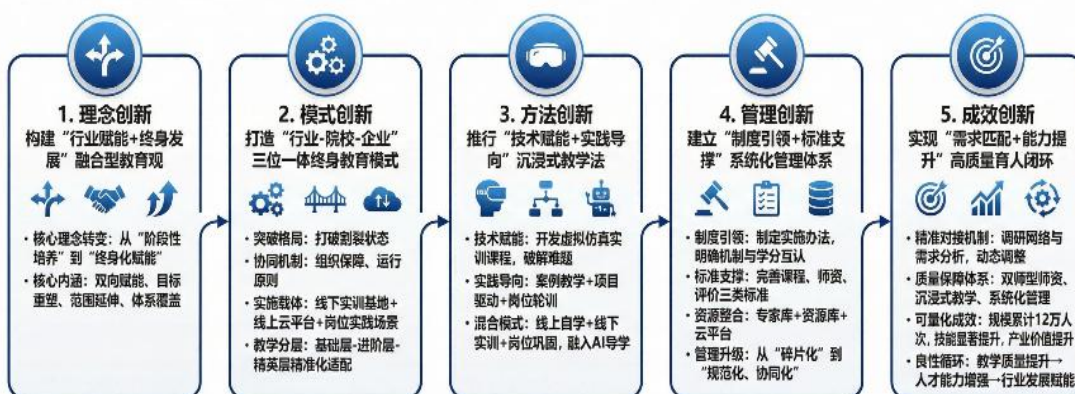 1. 理念创新
构建“行业赋能+终身发
展”融合型教育观
• 核心理念转变：从“阶段性
培养”到“终身化赋能”
• 核心内涵：双向赋能、目标
重塑、范围延伸、体系覆盖
2. 模式创新
打造“行业-院校-企业”
三位一体终身教育模式
• 突破格局：打破割裂状态
• 协同机制：组织保障、运行
原则
• 实施载体：线下实训基地+
线上云平台+岗位实践场景
• 教学分层：基础层-进阶层-
精英层精准化适配
3. 方法创新
推行“技术赋能+实践导
向”沉浸式教学法
• 技术赋能：开发虚拟仿真实
训课程，破解难题
• 实践导向：案例教学+项目
驱动+岗位轮训
• 混合模式：线上自学+线下
实训+岗位巩固，融入AI导学
4. 管理创新
建立“制度引领+标准支
撑”系统化管理体系
• 制度引领：制定实施办法，
明确机制与学分互认
• 标准支撑：完善课程、师资、
评价三类标准
• 资源整合：专家库+资源库+
云平台
• 管理升级：从“碎片化”到
“规范化、协同化”
5. 成效创新
实现“需求匹配+能力提
升”高质量育人闭环
• 精准对接机制：调研网络与
需求分析，动态调整
• 质量保障体系：双师型师资、
沉浸式教学、系统化管理
• 可量化成效：规模累计12万人
次，技能显著提升，产业价值提升
• 良性循环：教学质量提升→
人才能力增强→行业发展赋能